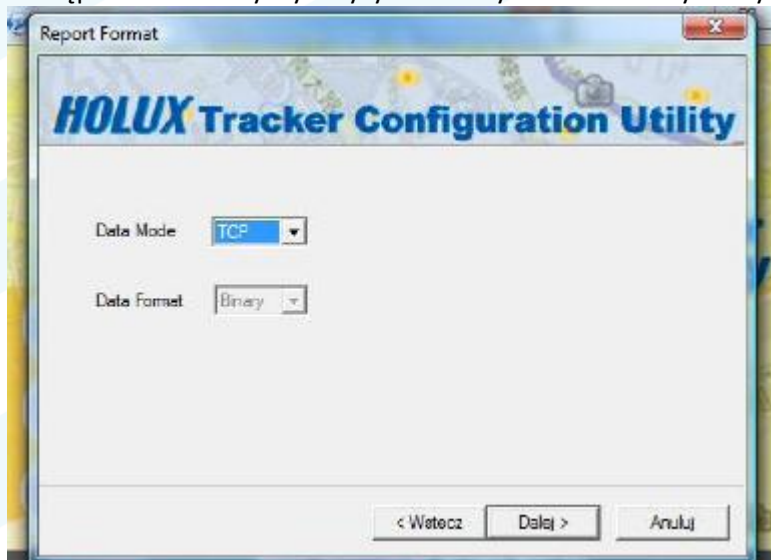 Report Format
HOLUX Tracker Configuration Utility
Data Mode TCP
Data Format Binary
< Wstecz Dalej > Anuluj